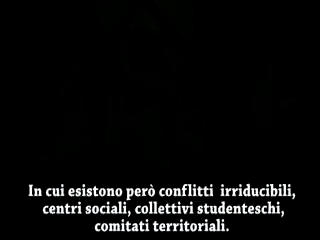 In cui esistono però conflitti  irriducibili,
centri sociali, collettivi studenteschi,
comitati territoriali.